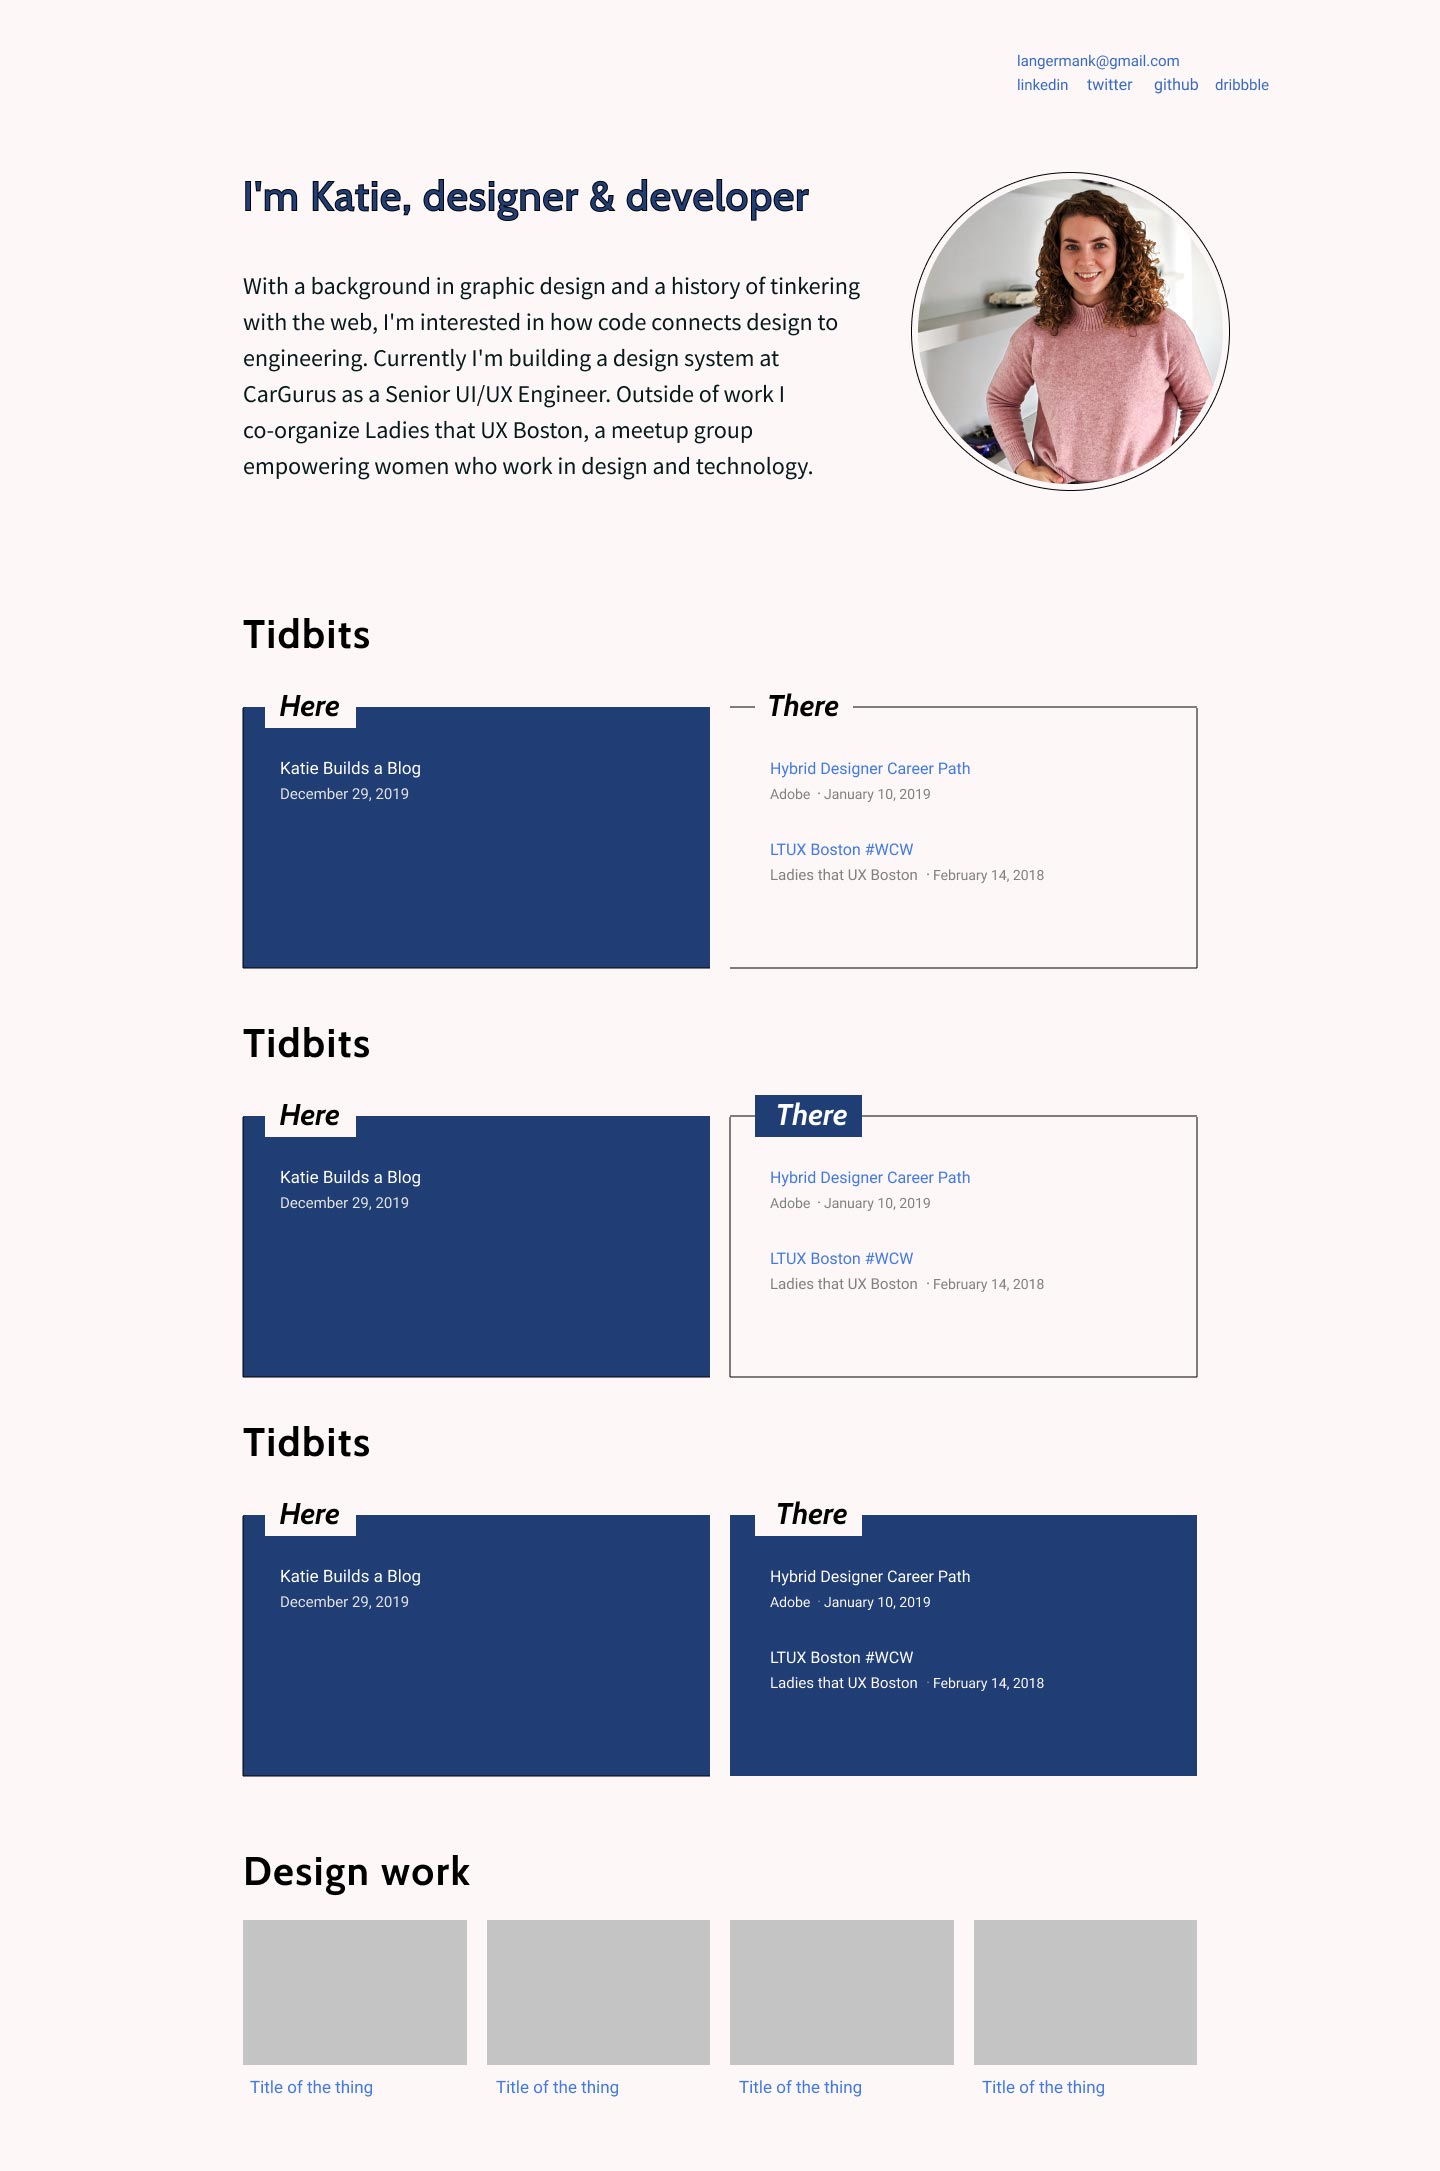 langermank@gmail.com
linkedin twitter github dribbble
I'm Katie, designer & developer
With a background in graphic design and a history of tinkering
with the web, I'm interested in how code connects design to
engineering. Currently I'm building a design system at
CarGurus as a Senior UI/UX Engineer. Outside of work I
co-organize Ladies that UX Boston, a meetup group
empowering women who work in design and technology.
Tidbits
Here
Katie Builds a Blog
December 29, 2019
There
Hybrid Designer Career Path
Adobe · January 10, 2019
LTUX Boston #WCW
Ladies that UX Boston · February 14, 2018
Tidbits
Here
Katie Builds a Blog
December 29, 2019
There
Hybrid Designer Career Path
Adobe · January 10, 2019
LTUX Boston #WCW
Ladies that UX Boston · February 14, 2018
Tidbits
Here
Katie Builds a Blog
December 29, 2019
There
Hybrid Designer Career Path
Adobe · January 10, 2019
LTUX Boston #WCW
Ladies that UX Boston · February 14, 2018
Design work
Title of the thing
Title of the thing
Title of the thing
Title of the thing